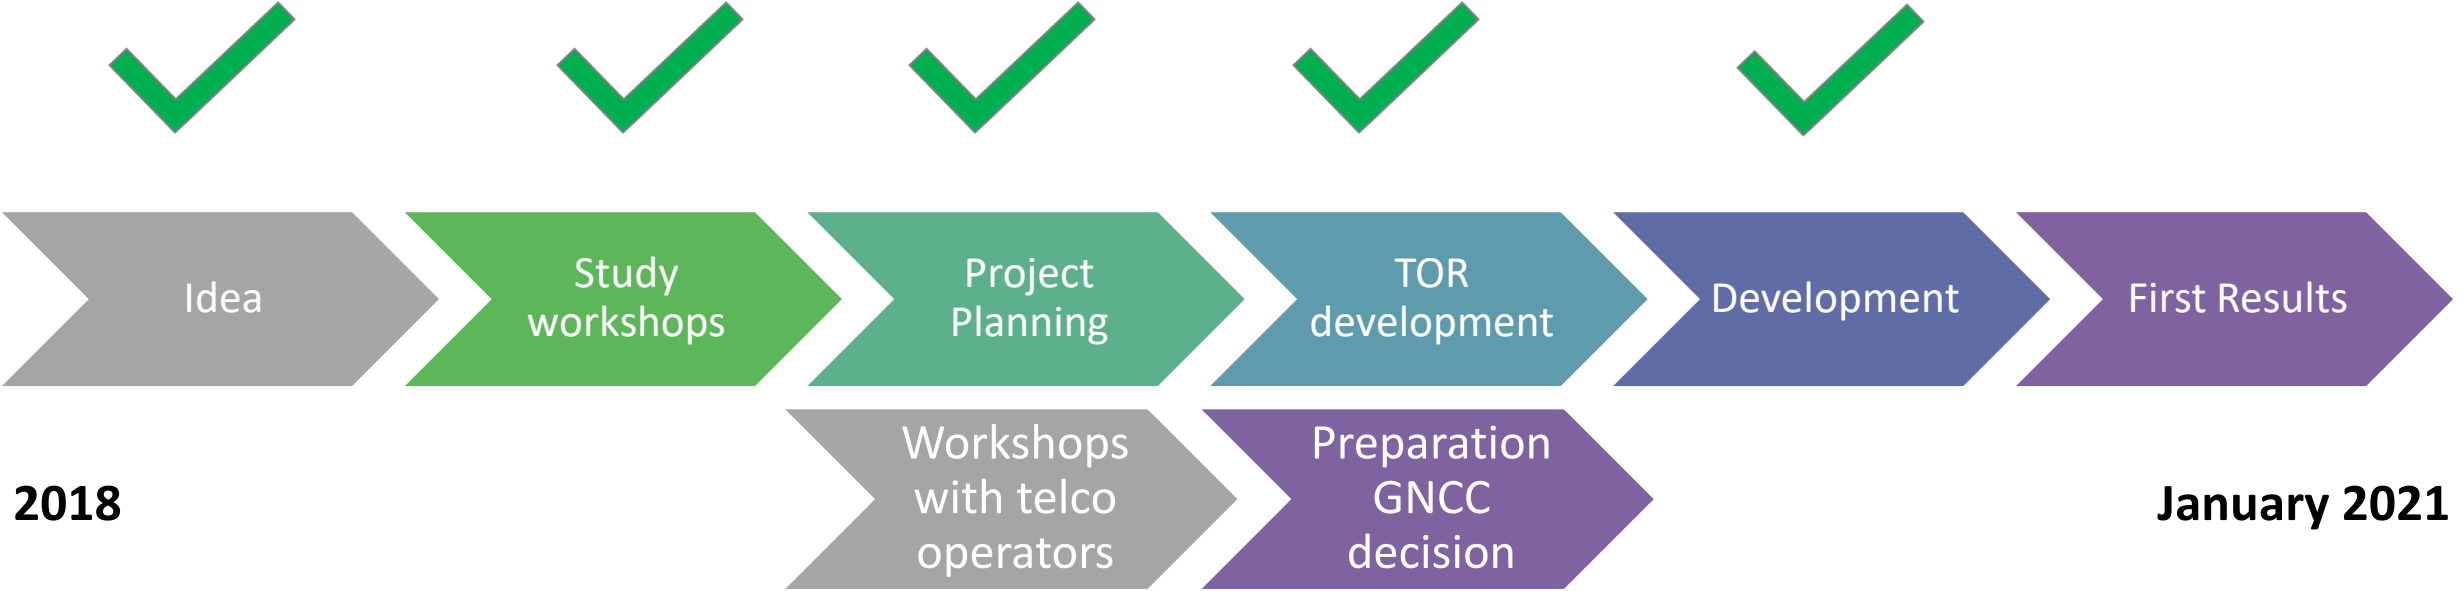 Idea
Study
workshops
Project
Planning
TOR
development
Development
First Results
Workshops
with telco
operators
Preparation
GNCC
decision
2018
January 2021